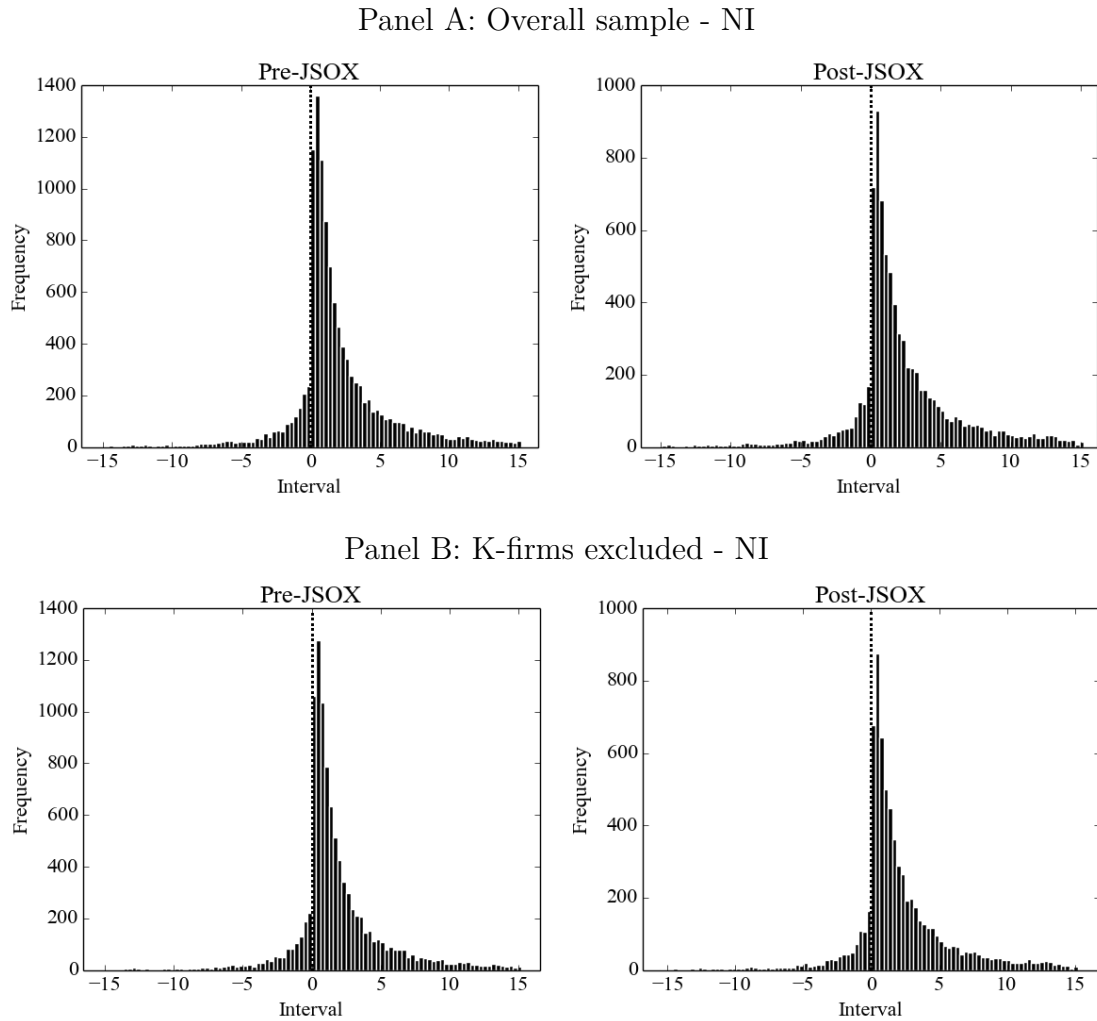 Panel A: Overall sample - NI
Pre-JSOX
1400
1200
1000
800
600
400
200
0
Frequency
−15 −10 −5 0 5 10 15
Interval
Post-JSOX
1000
800
600
400
200
0
Frequency
−15 −10 −5 0 5 10 15
Interval
Panel B: K-firms excluded - NI
Pre-JSOX
1400
1200
1000
800
600
400
200
0
Frequency
−15 −10 −5 0 5 10 15
Interval
Post-JSOX
1000
800
600
400
200
0
Frequency
−15 −10 −5 0 5 10 15
Interval